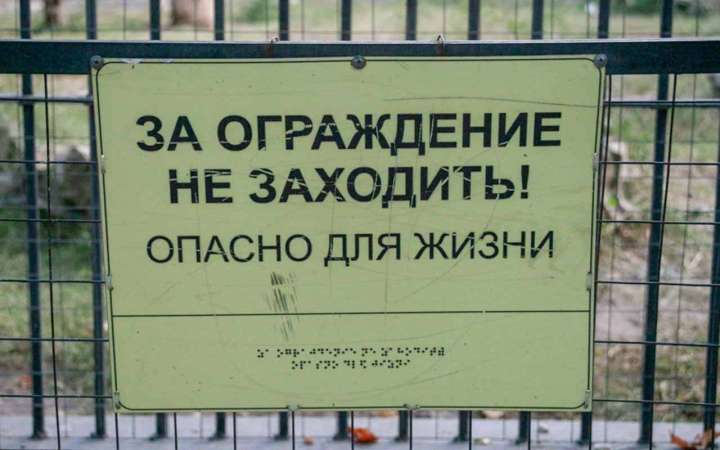 ЗА ОГРАЖДЕНИЕ
НЕ ЗАХОДИТЬ!
ОПАСНО ДЛЯ ЖИЗНИ